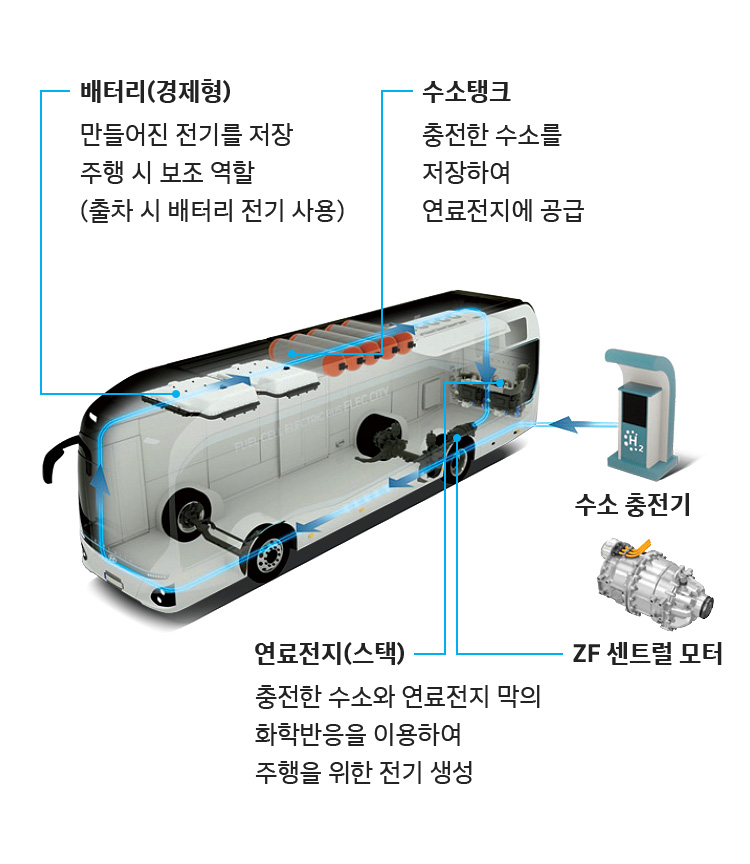 배터리(경제형)
만들어진 전기를 저장
주행 시 보조 역할
(출차 시 배터리 전기 사용)
수소탱크
충전한 수소를
저장하여
연료전지에 공급
FUEL CELL ELECTRIC BUS ELEC CITY
H2
수소 충전기
연료전지(스택)
충전한 수소와 연료전지 막의
화학반응을 이용하여
주행을 위한 전기 생성
ZF 센트럴 모터